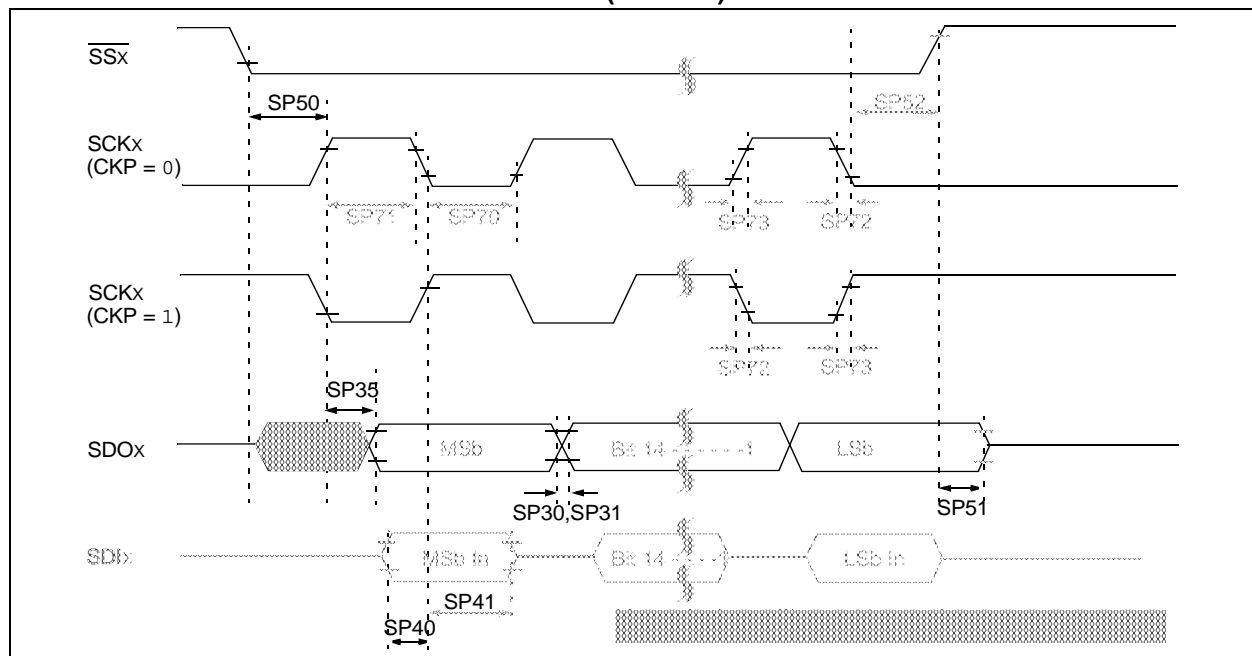 SSX
SP50
SP52
SCKX
(CKP = 0)
SP71
SP70
SP73
SP72
SCKX
(CKP = 1)
SP72
SP73
SP35
SDOX
MSb
Bit 14 - - - - - - 1
LSb
SP30,SP31
SP51
SDIx
MSb In
Bit 14 - - - -
LSb In
SP41
SP40